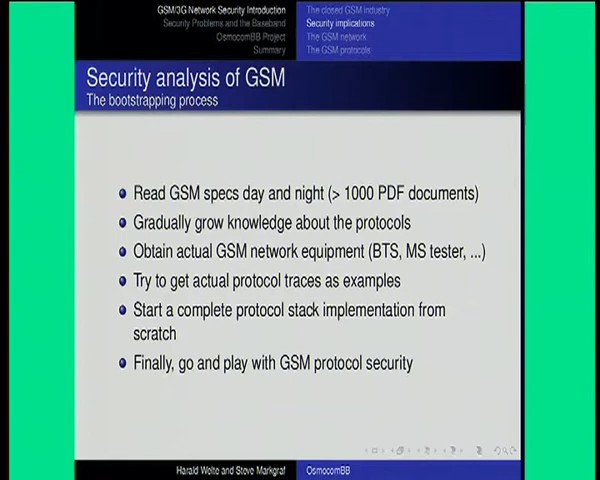 GSM/3G Network Security Introduction
Security Problems and the Baseband
OsmocomBB Project
Summary
The closed GSM industry
Security implications
The GSM network
The GSM protocols
Security analysis of GSM
The bootstrapping process
Read GSM specs day and night (> 1000 PDF documents)
Gradually grow knowledge about the protocols
Obtain actual GSM network equipment (BTS, MS tester, ...)
Try to get actual protocol traces as examples
Start a complete protocol stack implementation from
scratch
Finally, go and play with GSM protocol security
Harald Welte and Steve Markgraf
OsmocomBB